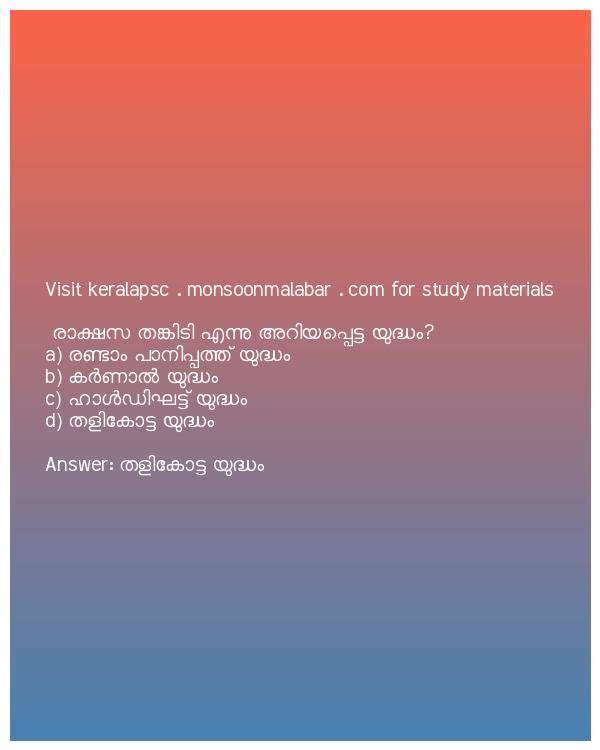 Visit keralapsc . monsoonmalabar . com for study materials
രാക്ഷസ തങ്കിടി എന്നു അറിയപ്പെട്ട യുദ്ധം?
a) രണ്ടാം പാനിപ്പത്ത് യുദ്ധം
b) കർണാൽ യുദ്ധം
c) ഹാൾഡിഘട്ട് യുദ്ധം
d) തളികോട്ട യുദ്ധം
Answer: തളികോട്ട യുദ്ധം